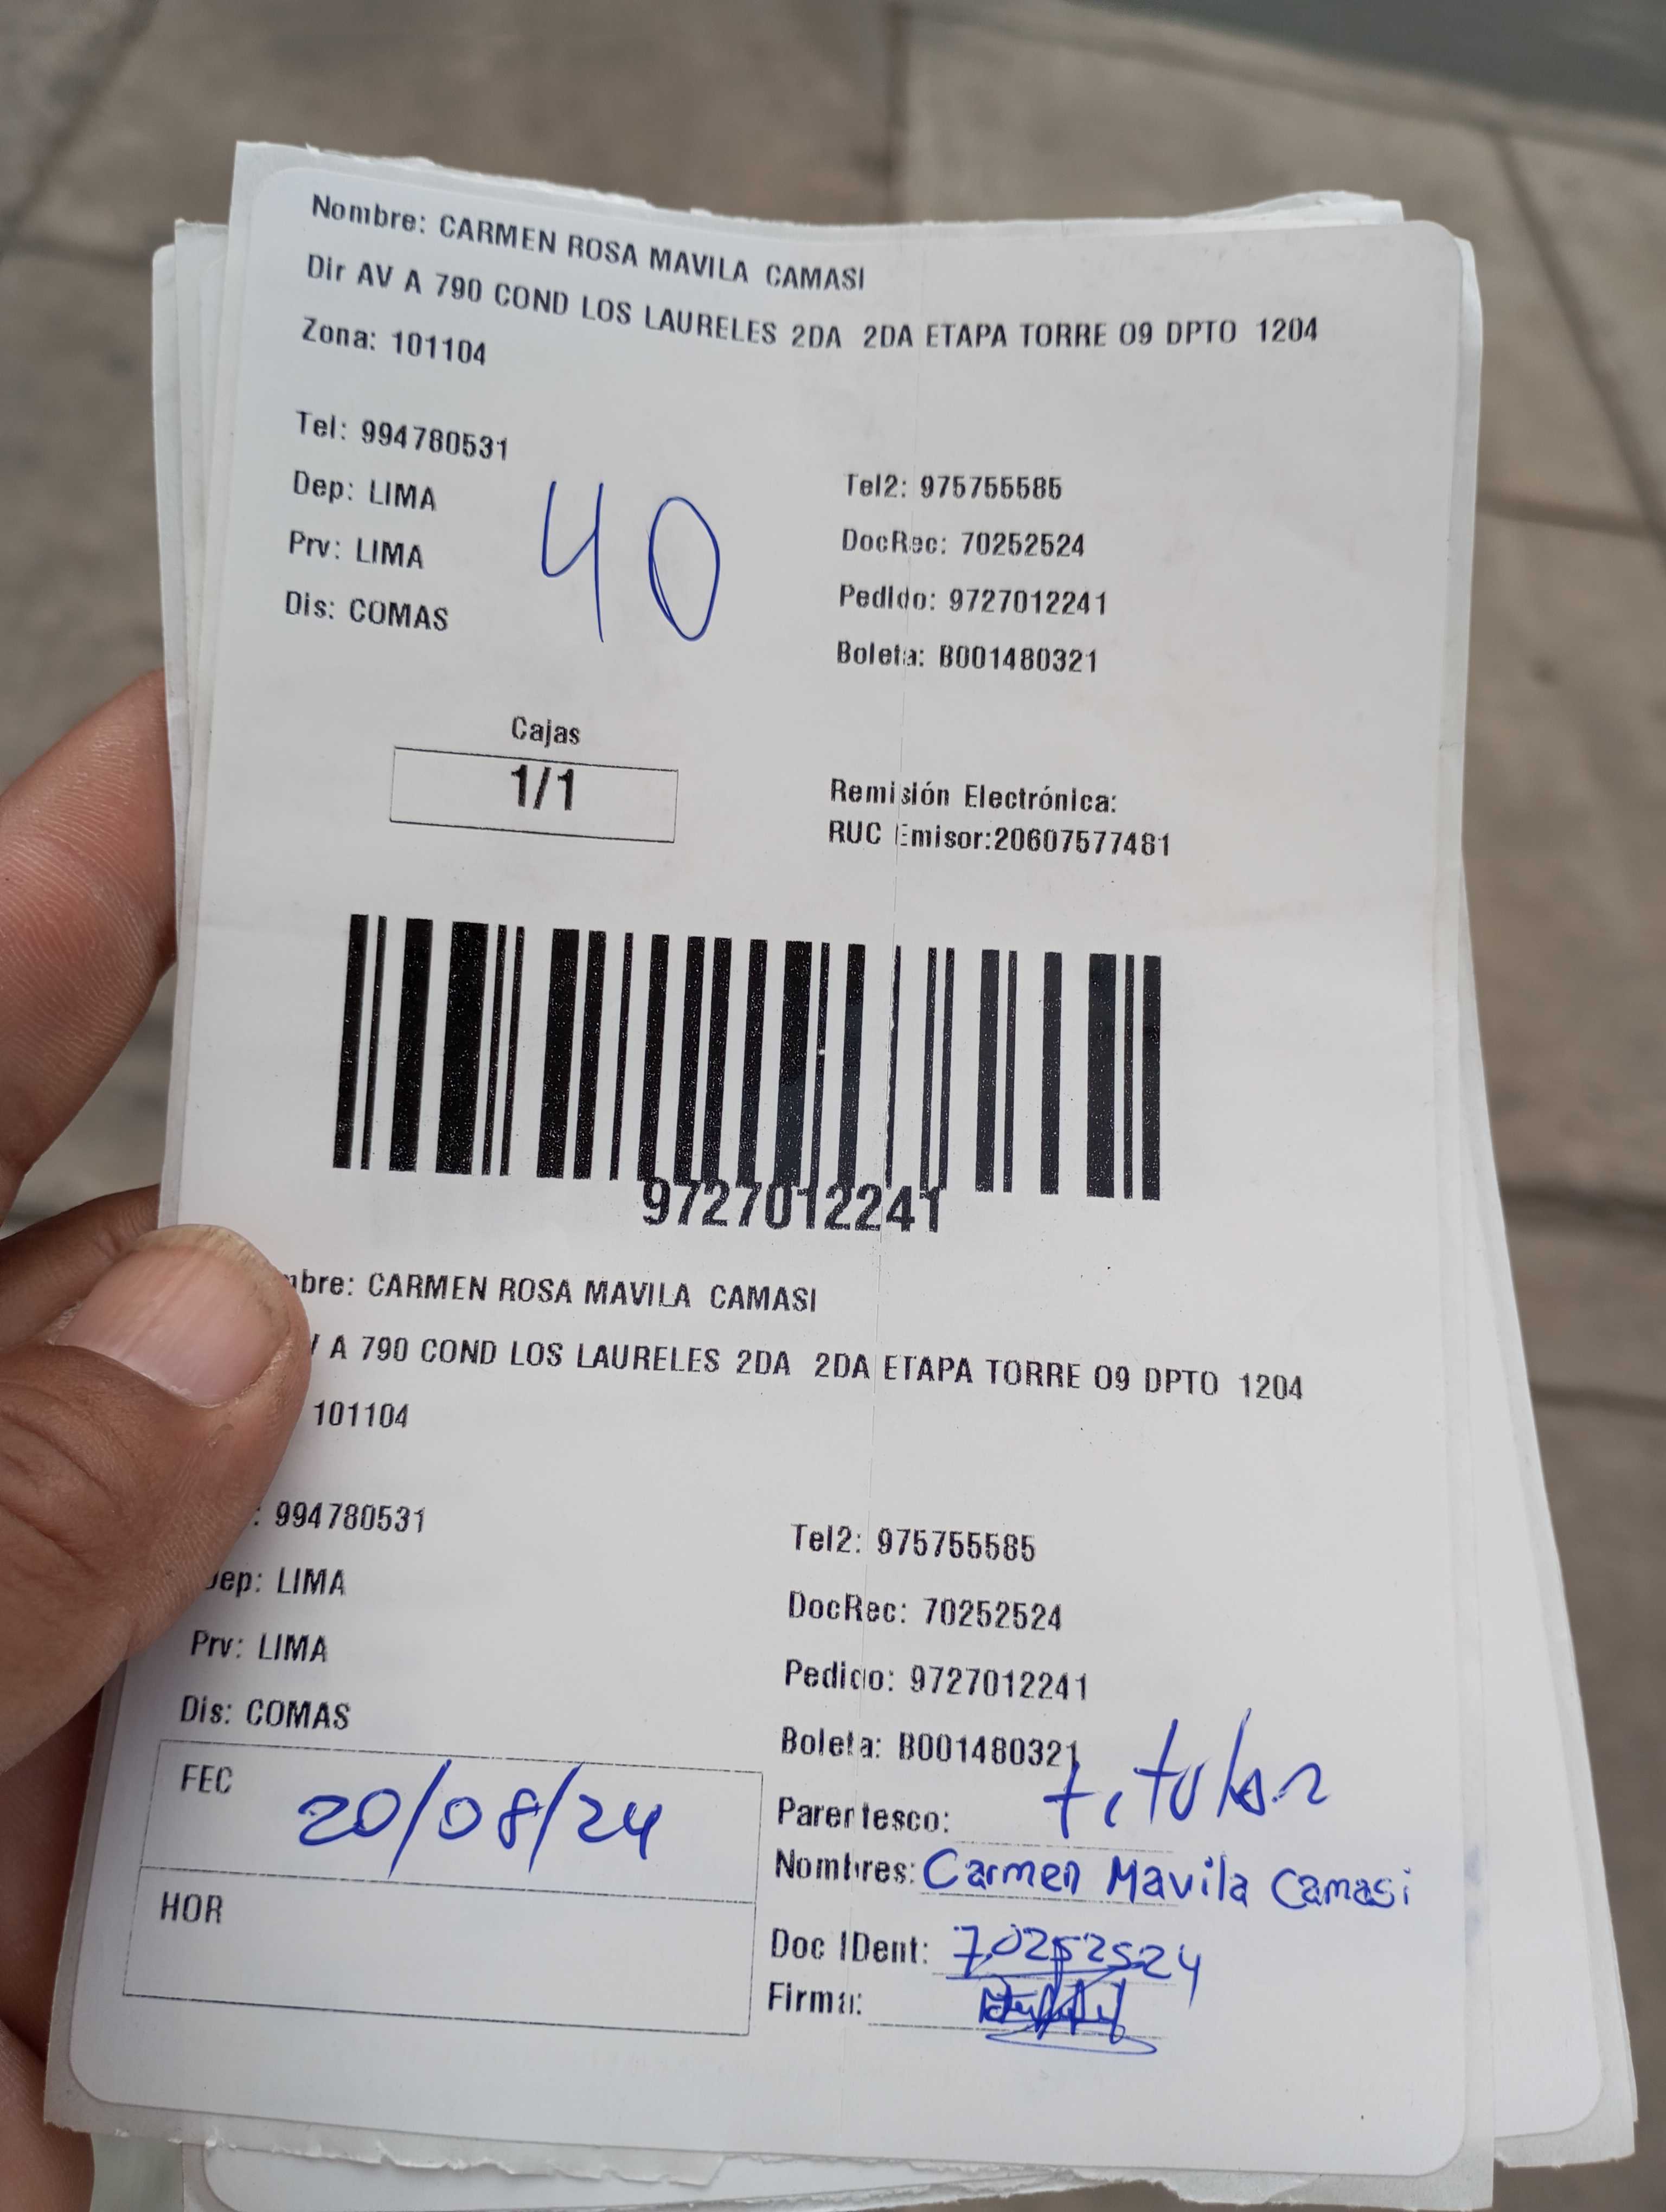 Nombre: CARMEN ROSA MAVILA CAMASI
Dir AV A 790 COND LOS LAURELES 2DA 2DA ETAPA TORRE 09 DPTO 1204
Zona: 101104
Tel: 994780531
Tel2: 975755585
Dep: LIMA
DocRec: 70252524
Prv: LIMA
Pedido: 9727012241
Dis: COMAS
Boleta: B001480321
40
Cajas
1/1
Remisión Electrónica:
RUC Emisor:20607577481
9727012241
mbre: CARMEN ROSA MAVILA CAMASI
V A 790 COND LOS LAURELES 2DA 2DA ETAPA TORRE 09 DPTO 1204
101104
: 994780531
Tel2: 975755585
Dep: LIMA
DocRec: 70252524
Prv: LIMA
Pedido: 9727012241
Dis: COMAS
Boleta: B001480321
FEC 20/08/24
HOR
Parentesco: titular
Nombres: Carmen Mavila Camasi
Doc IDent: 70252524
Firma: